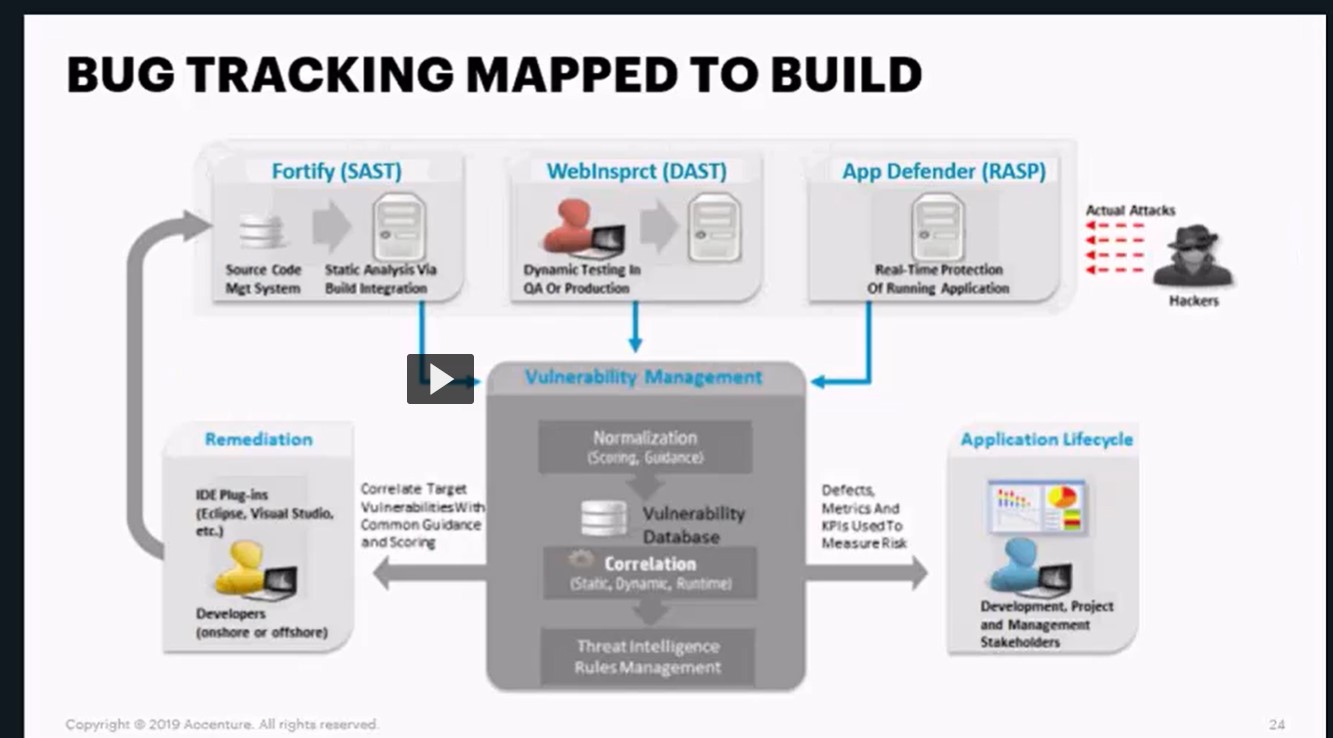 BUG TRACKING MAPPED TO BUILD
Fortify (SAST)
Source Code
Mgt System
Static Analysis Via
Build Integration
WebInsprct (DAST)
Dynamic Testing In
QA Or Production
App Defender (RASP)
Real-Time Protection
Of Running Application
Actual Attacks
Hackers
Vulnerability Management
Normalization
(Scoring, Guidance)
Vulnerability
Database
Correlation
(Static, Dynamic, Runtime)
Threat Intelligence
Rules Management
Remediation
IDE Plug-ins
(Eclipse, Visual Studio,
etc.)
Developers
(onshore or offshore)
Correlate Target
Vulnerabilities With
Common Guidance
and Scoring
Defects,
Metrics And
KPIs Used To
Measure Risk
Application Lifecycle
Development, Project
and Management
Stakeholders
Copyright © 2019 Accenture. All rights reserved.
24